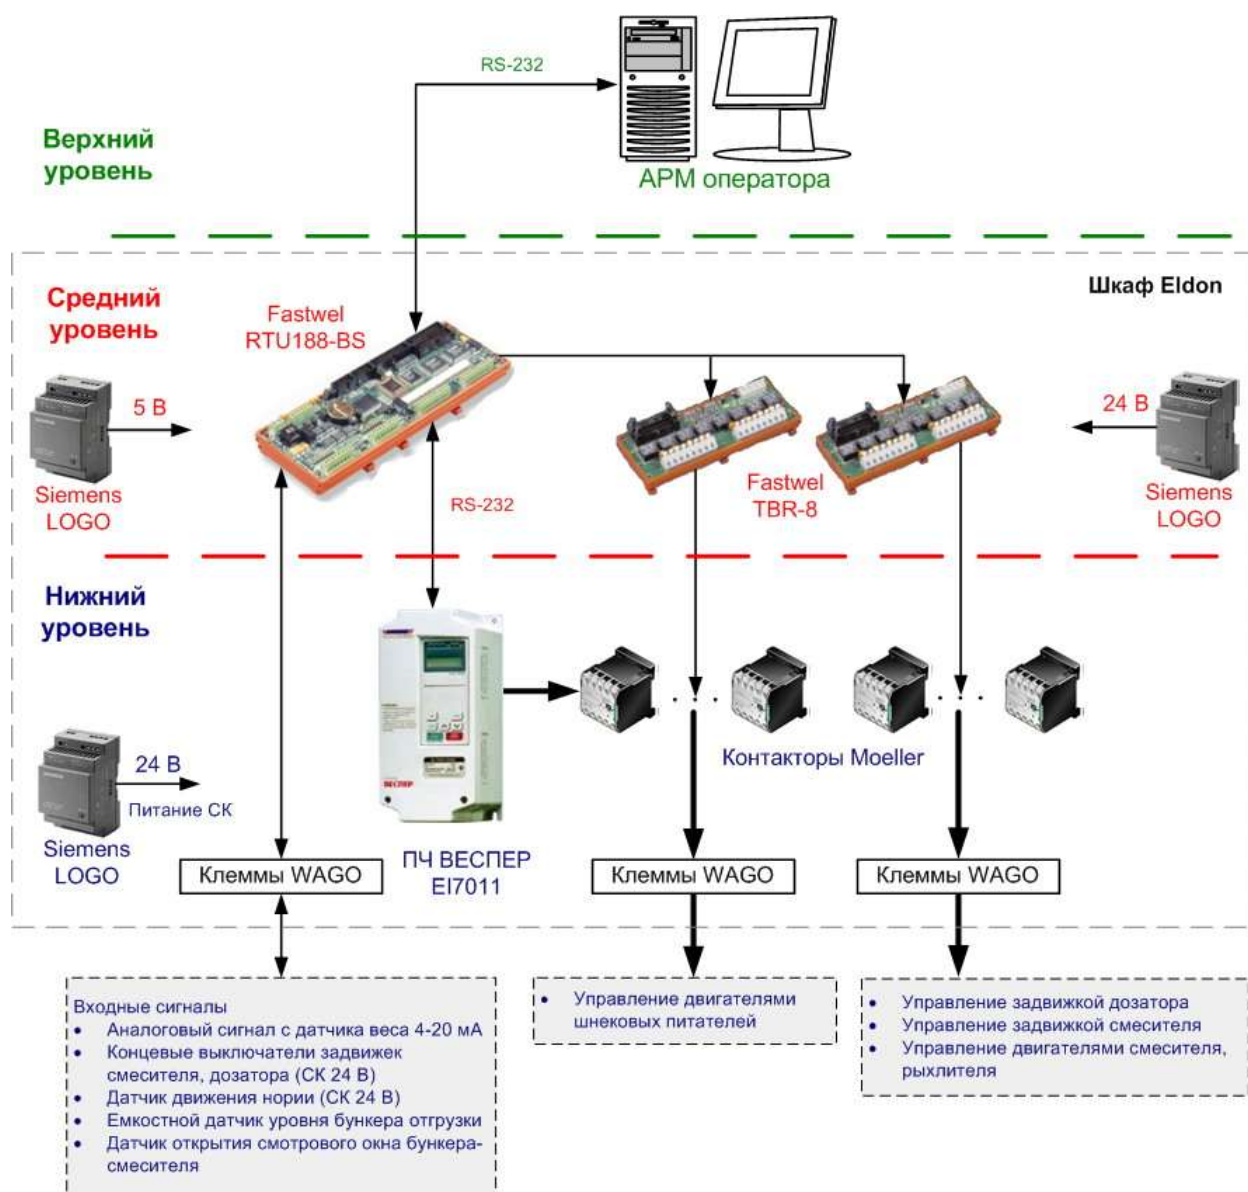 RS-232
Верхний
уровень
АРМ оператора
Средний
уровень
Шкаф Eldon
Fastwel
RTU188-BS
5 В
24 В
Siemens
LOGO
RS-232
Fastwel
TBR-8
Siemens
LOGO
Нижний
уровень
24 В
Питание СК
Siemens
LOGO
ВЕСПЕР
Контакторы Moeller
ПЧ ВЕСПЕР
EI7011
Клеммы WAGO
Клеммы WAGO
Клеммы WAGO
Входные сигналы
• Аналоговый сигнал с датчика веса 4-20 мА
• Концевые выключатели задвижек
смесителя, дозатора (СК 24 В)
• Датчик движения нории (СК 24 В)
• Емкостной датчик уровня бункера отгрузки
• Датчик открытия смотрового окна бункера-
смесителя
• Управление двигателями
шнековых питателей
• Управление задвижкой дозатора
• Управление задвижкой смесителя
• Управление двигателями смесителя,
рыхлителя